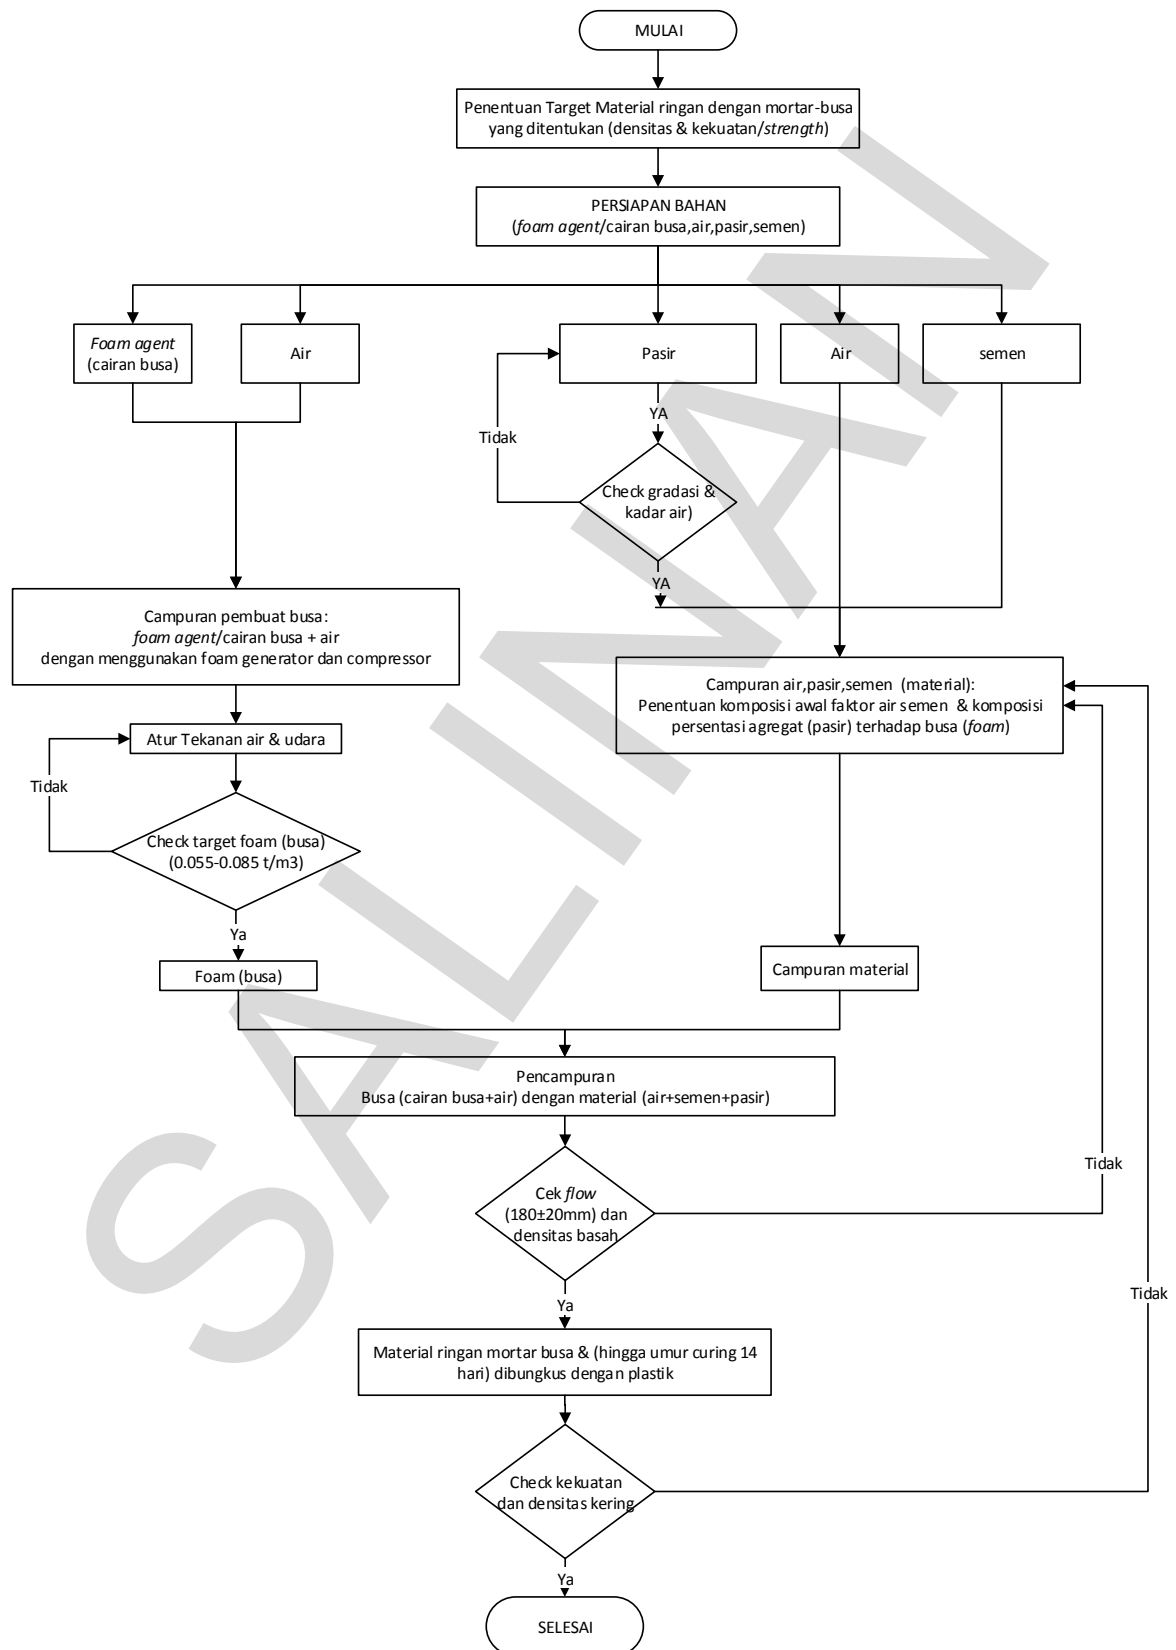 MULAI
Penentuan Target Material ringan dengan mortar-busa
yang ditentukan (densitas & kekuatan/strength)
PERSIAPAN BAHAN
(foam agent/cairan busa,air,pasir,semen)
Foam agent
(cairan busa)
Air
Pasir
Air
semen
YA
Tidak
Check gradasi &
kadar air)
YA
Campuran pembuat busa:
foam agent/cairan busa + air
dengan menggunakan foam generator dan compressor
Campuran air,pasir,semen (material):
Penentuan komposisi awal faktor air semen & komposisi
persentasi agregat (pasir) terhadap busa (foam)
Atur Tekanan air & udara
Tidak
Check target foam (busa)
(0.055-0.085 t/m3)
Ya
Foam (busa)
Campuran material
Pencampuran
Busa (cairan busa+air) dengan material (air+semen+pasir)
Tidak
Cek flow
(180±20mm) dan
densitas basah
Tidak
Ya
Material ringan mortar busa & (hingga umur curing 14
hari) dibungkus dengan plastik
Check kekuatan
dan densitas kering
Ya
SELESAI
SALINAN